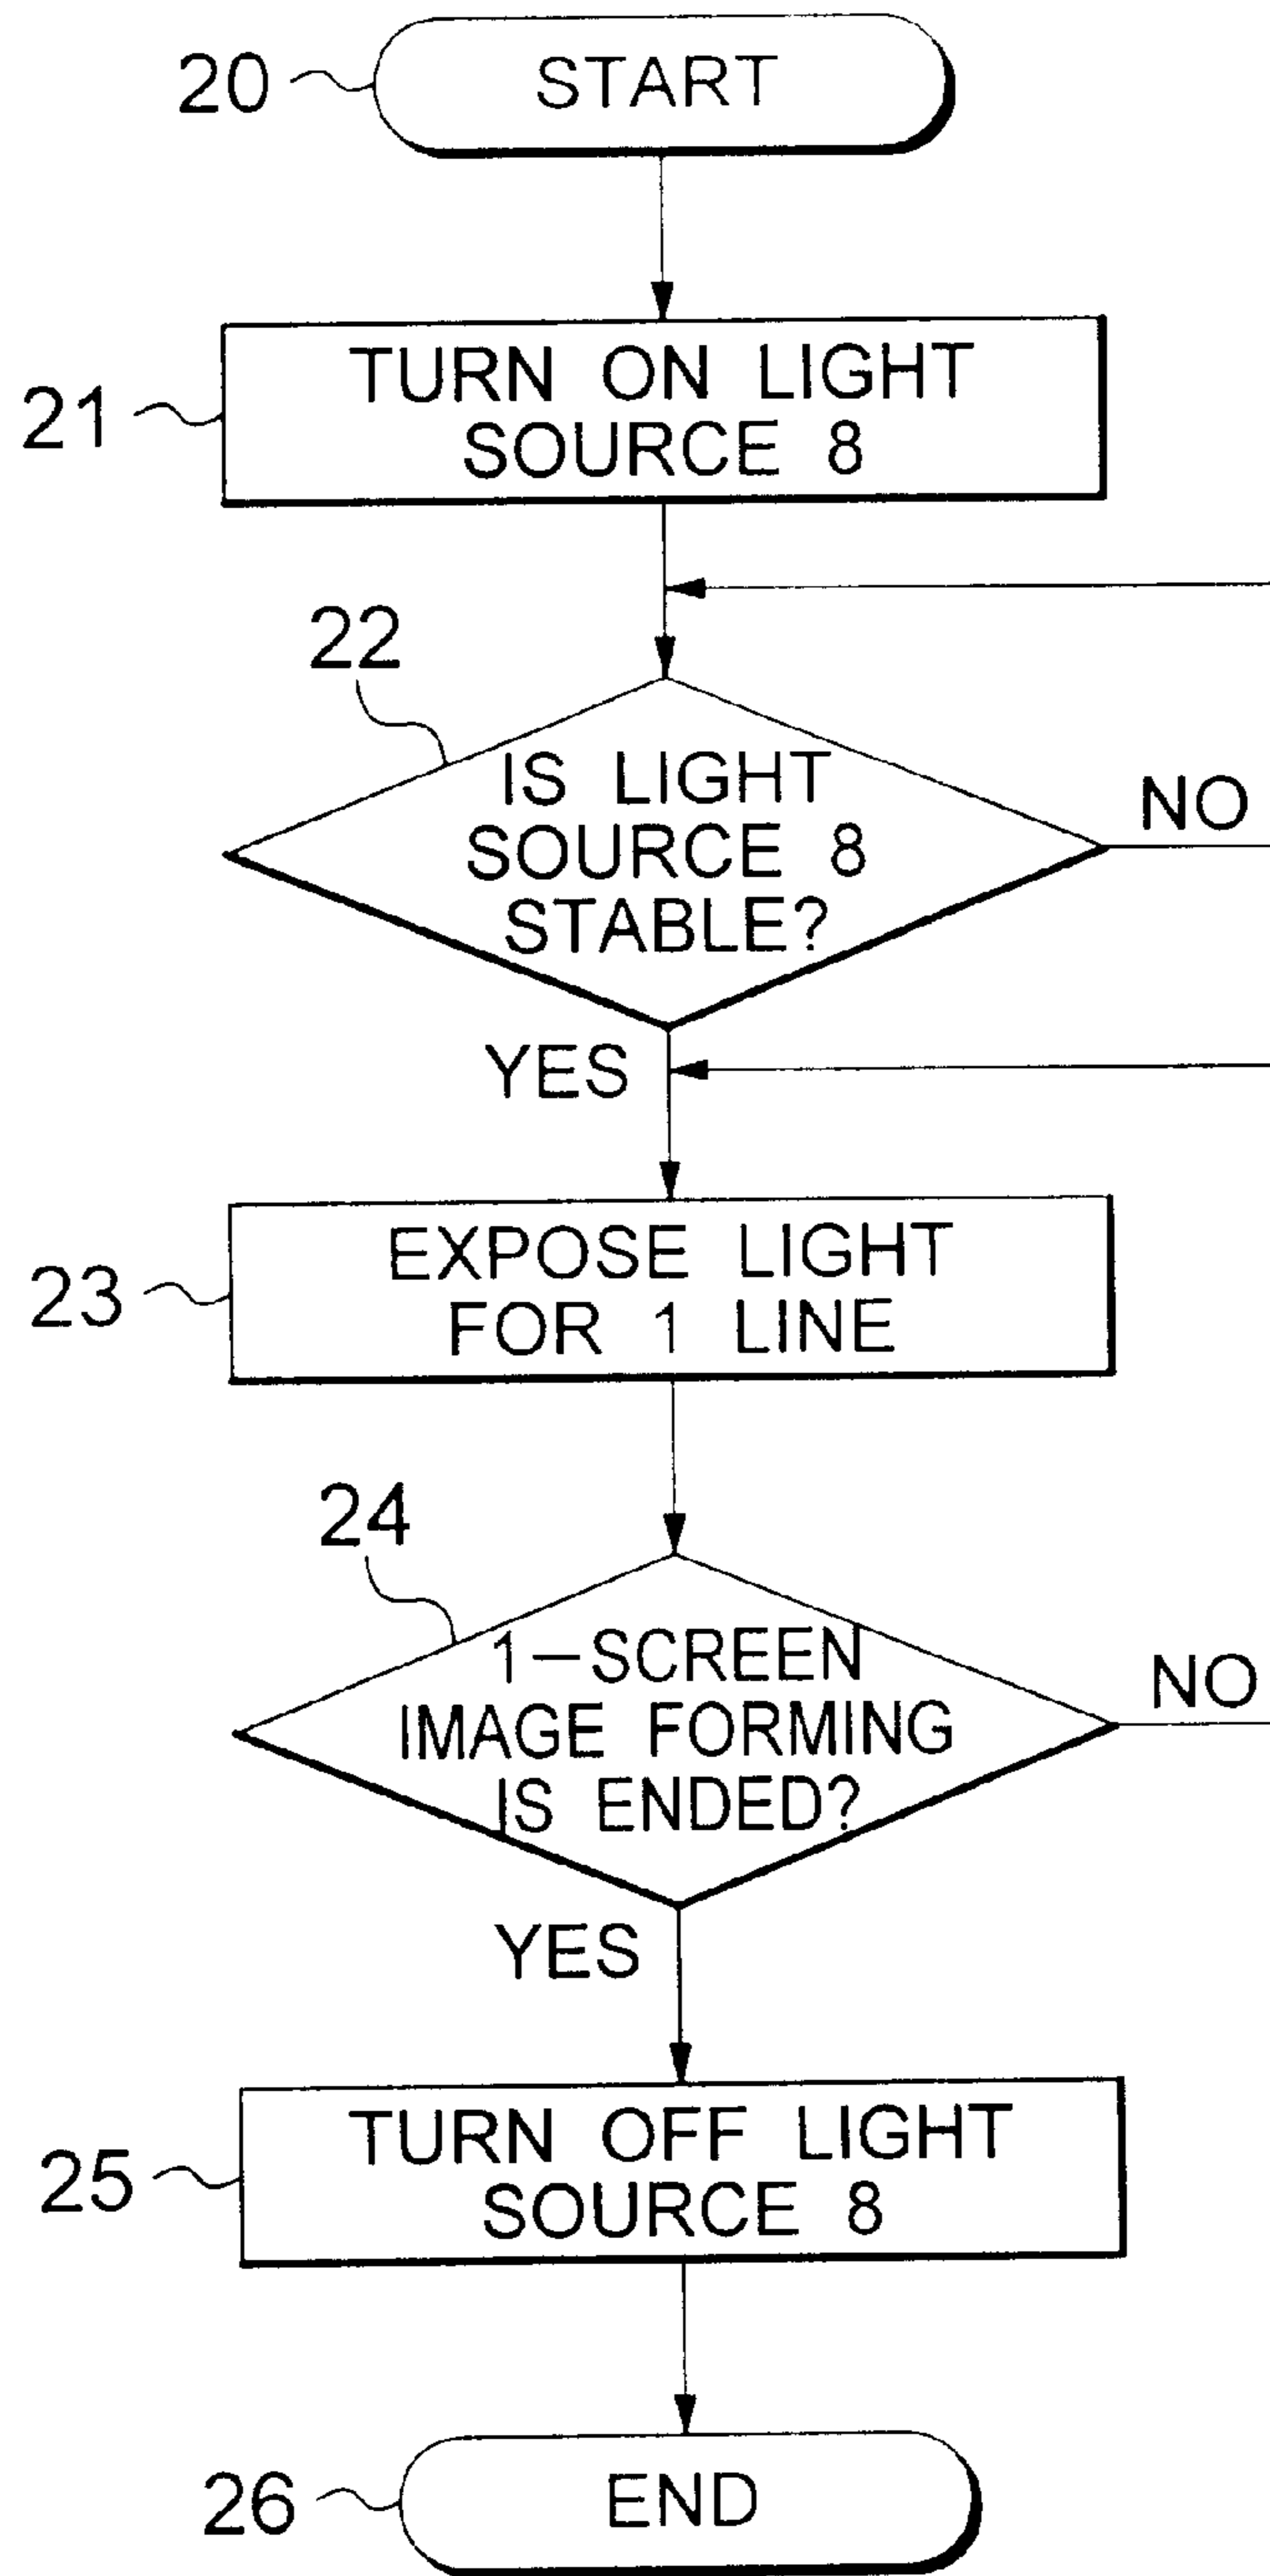 20
START
21
TURN ON LIGHT
SOURCE 8
22
IS LIGHT
SOURCE 8
STABLE?
NO
YES
23
EXPOSE LIGHT
FOR 1 LINE
24
1-SCREEN
IMAGE FORMING
IS ENDED?
NO
YES
25
TURN OFF LIGHT
SOURCE 8
26
END